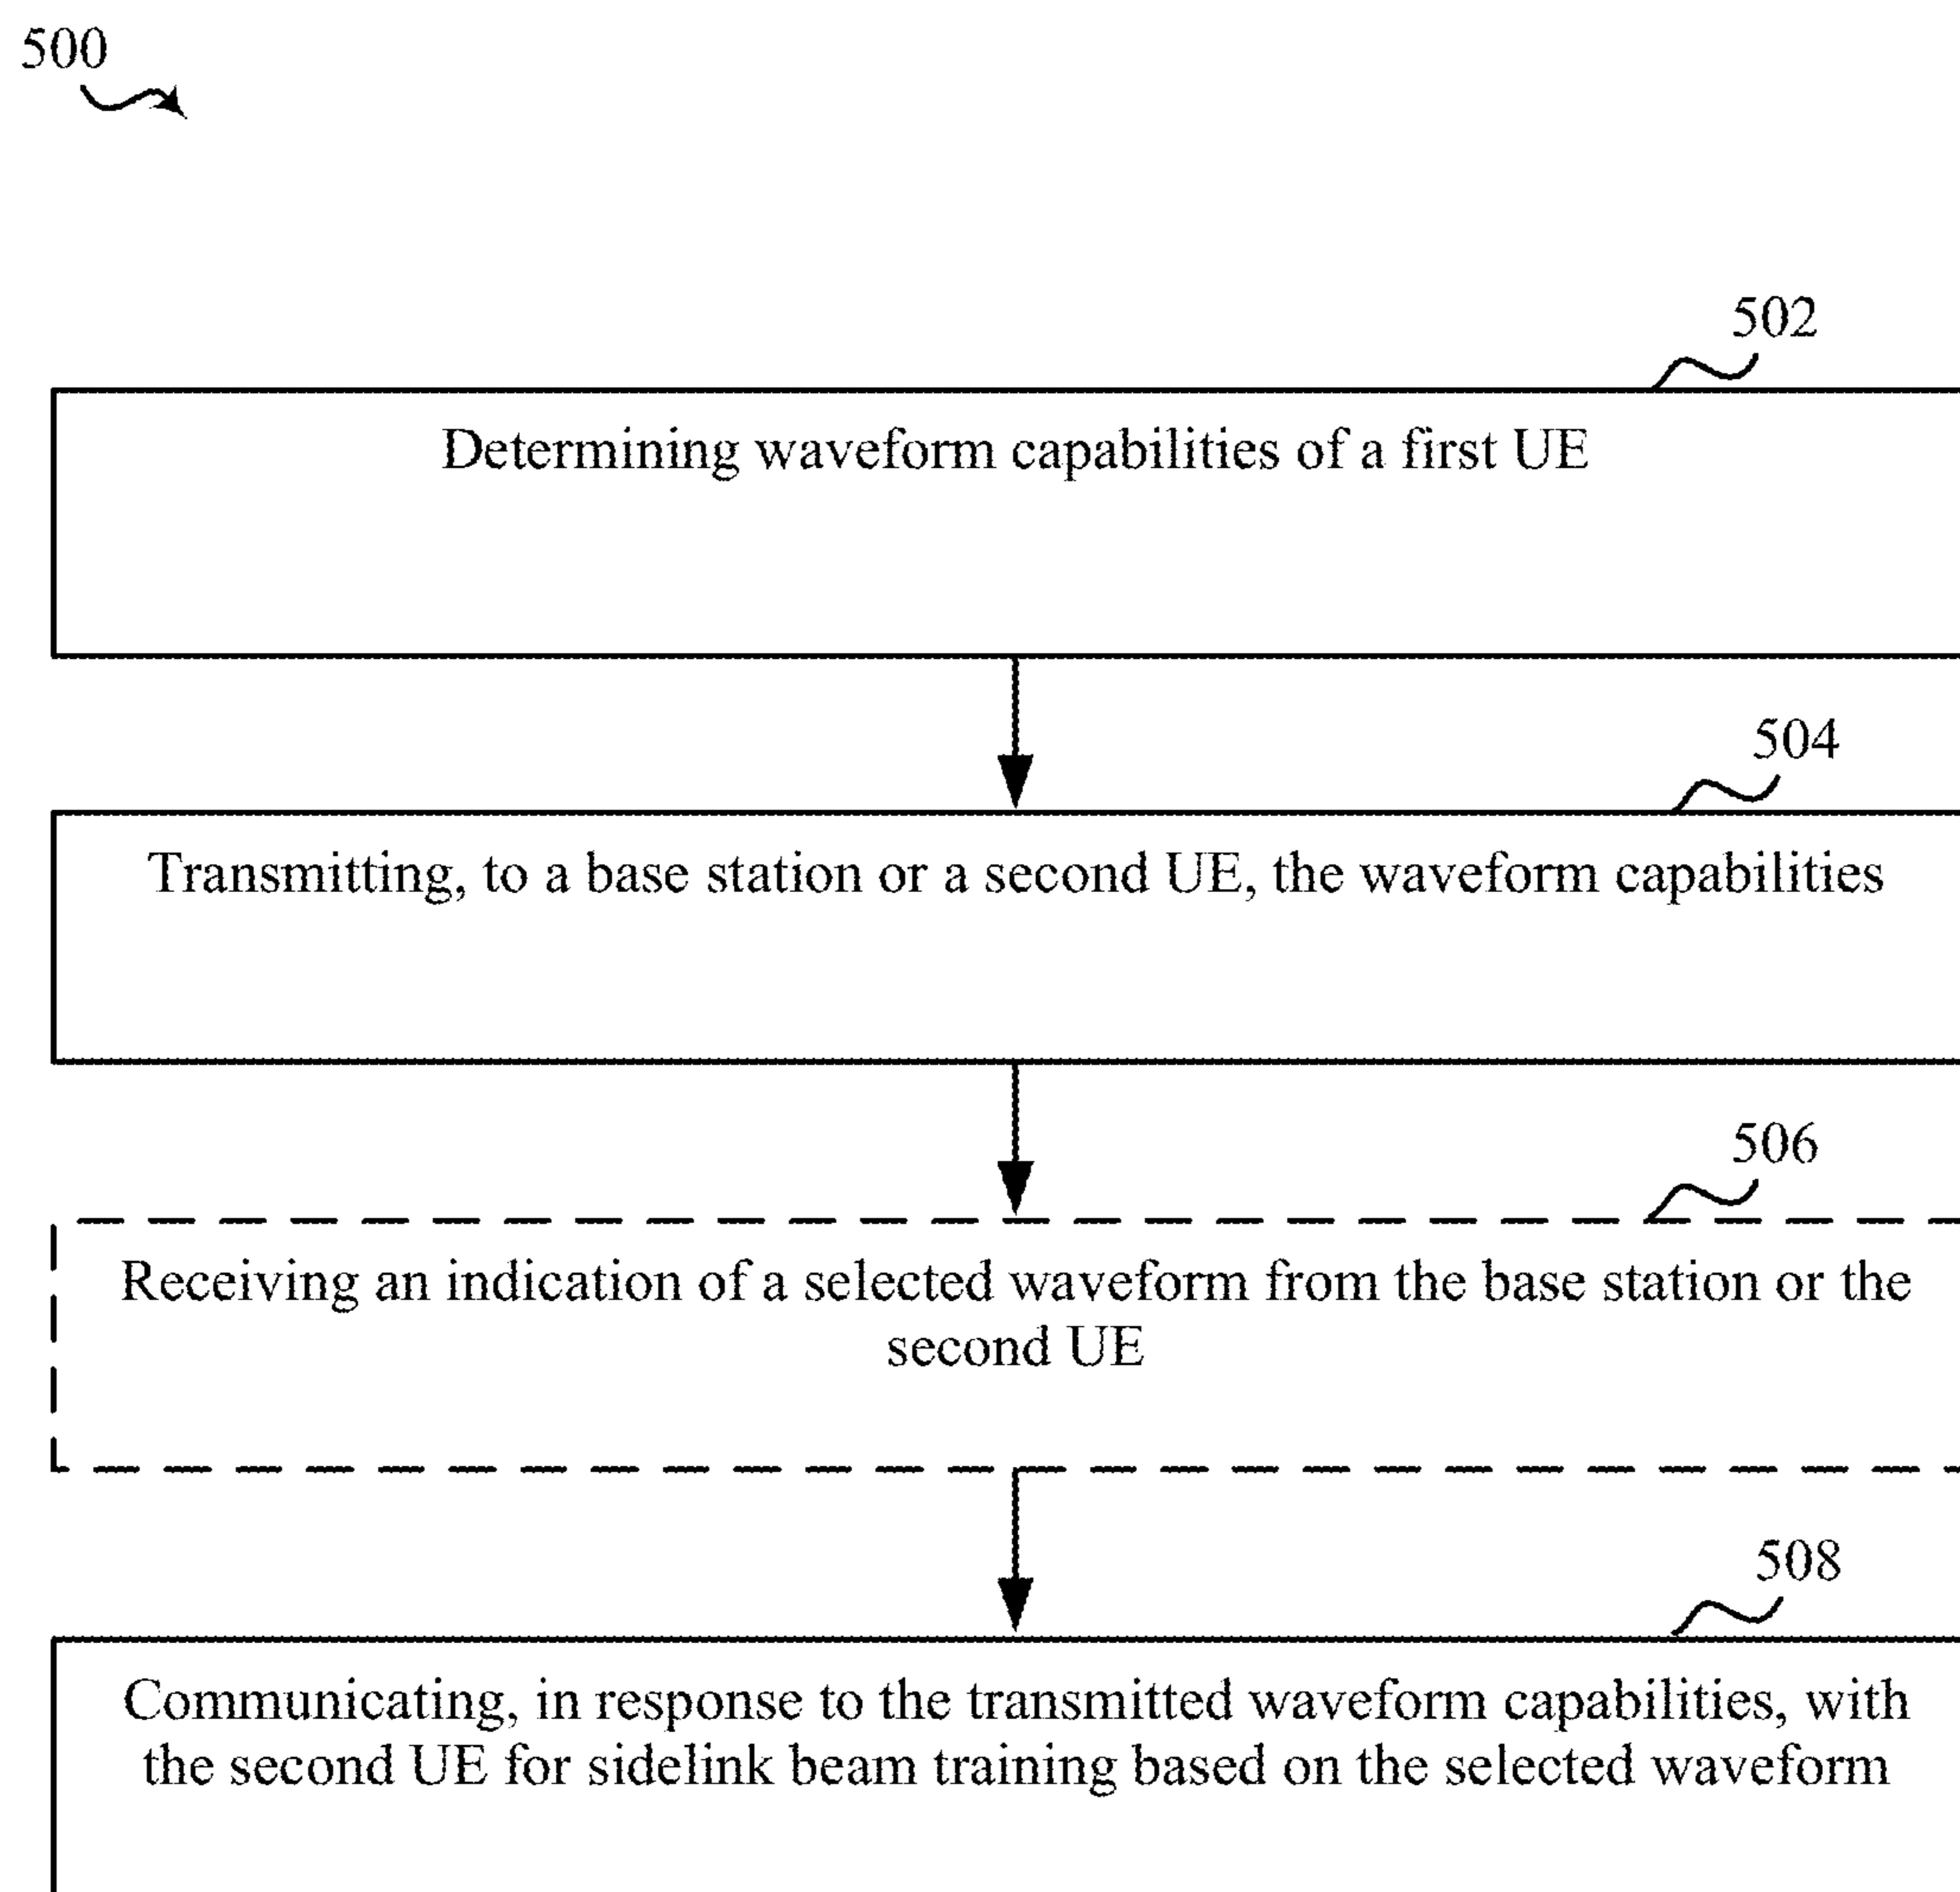 500
502
Determining waveform capabilities of a first UE
504
Transmitting, to a base station or a second UE, the waveform capabilities
506
Receiving an indication of a selected waveform from the base station or the
second UE
508
Communicating, in response to the transmitted waveform capabilities, with
the second UE for sidelink beam training based on the selected waveform